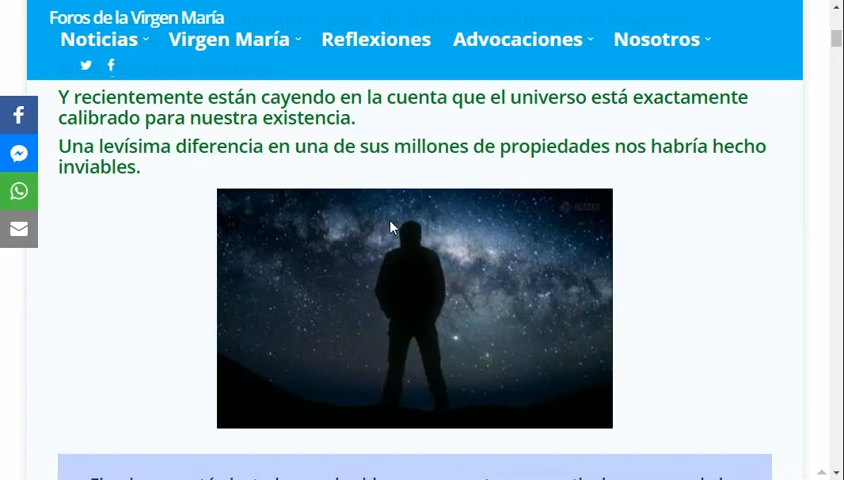 Foros de la Virgen María
Noticias Virgen María Reflexiones Advocaciones Nosotros
Y recientemente están cayendo en la cuenta que el universo está exactamente
calibrado para nuestra existencia.
Una levísima diferencia en una de sus millones de propiedades nos habría hecho
inviables.